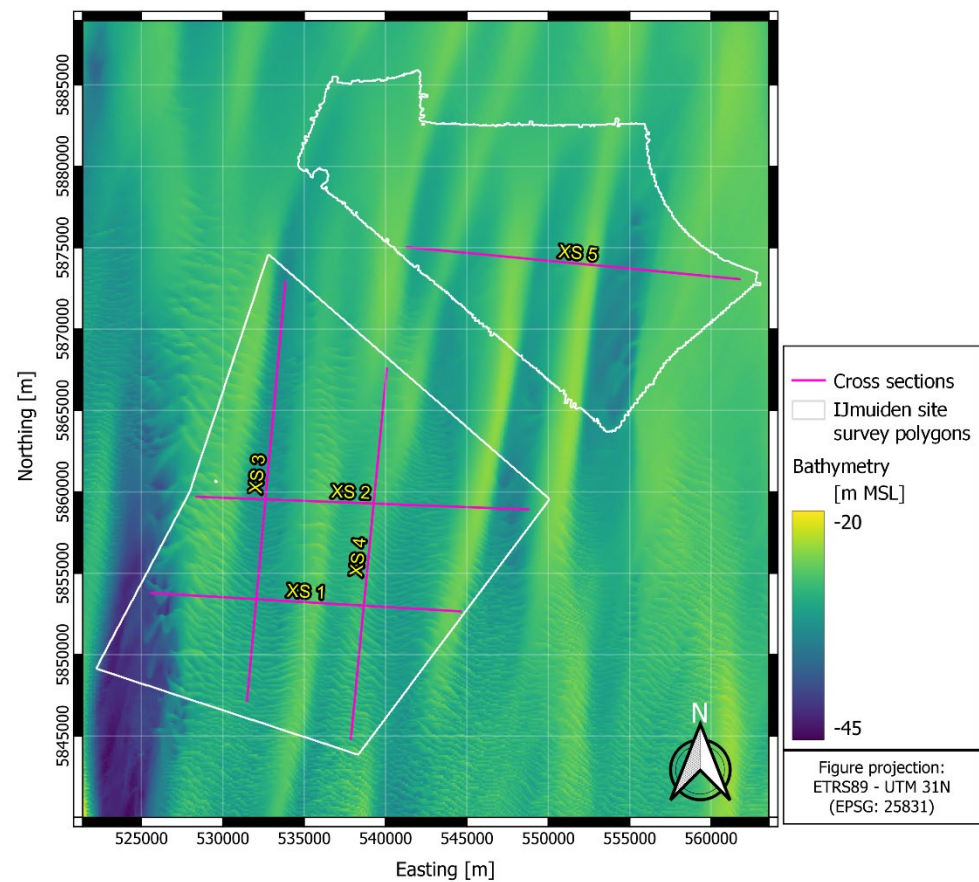 5885000
5880000
5875000
5870000
5865000
5860000
5855000
5850000
5845000
Northing [m]
XS 5
XS 3
XS 2
XS 4
XS 1
N
525000 530000 535000 540000 545000 550000 555000 560000
Easting [m]
Cross sections
IJmuiden site
survey polygons
Bathymetry
[m MSL]
-20
-45
Figure projection:
ETRS89 - UTM 31N
(EPSG: 25831)